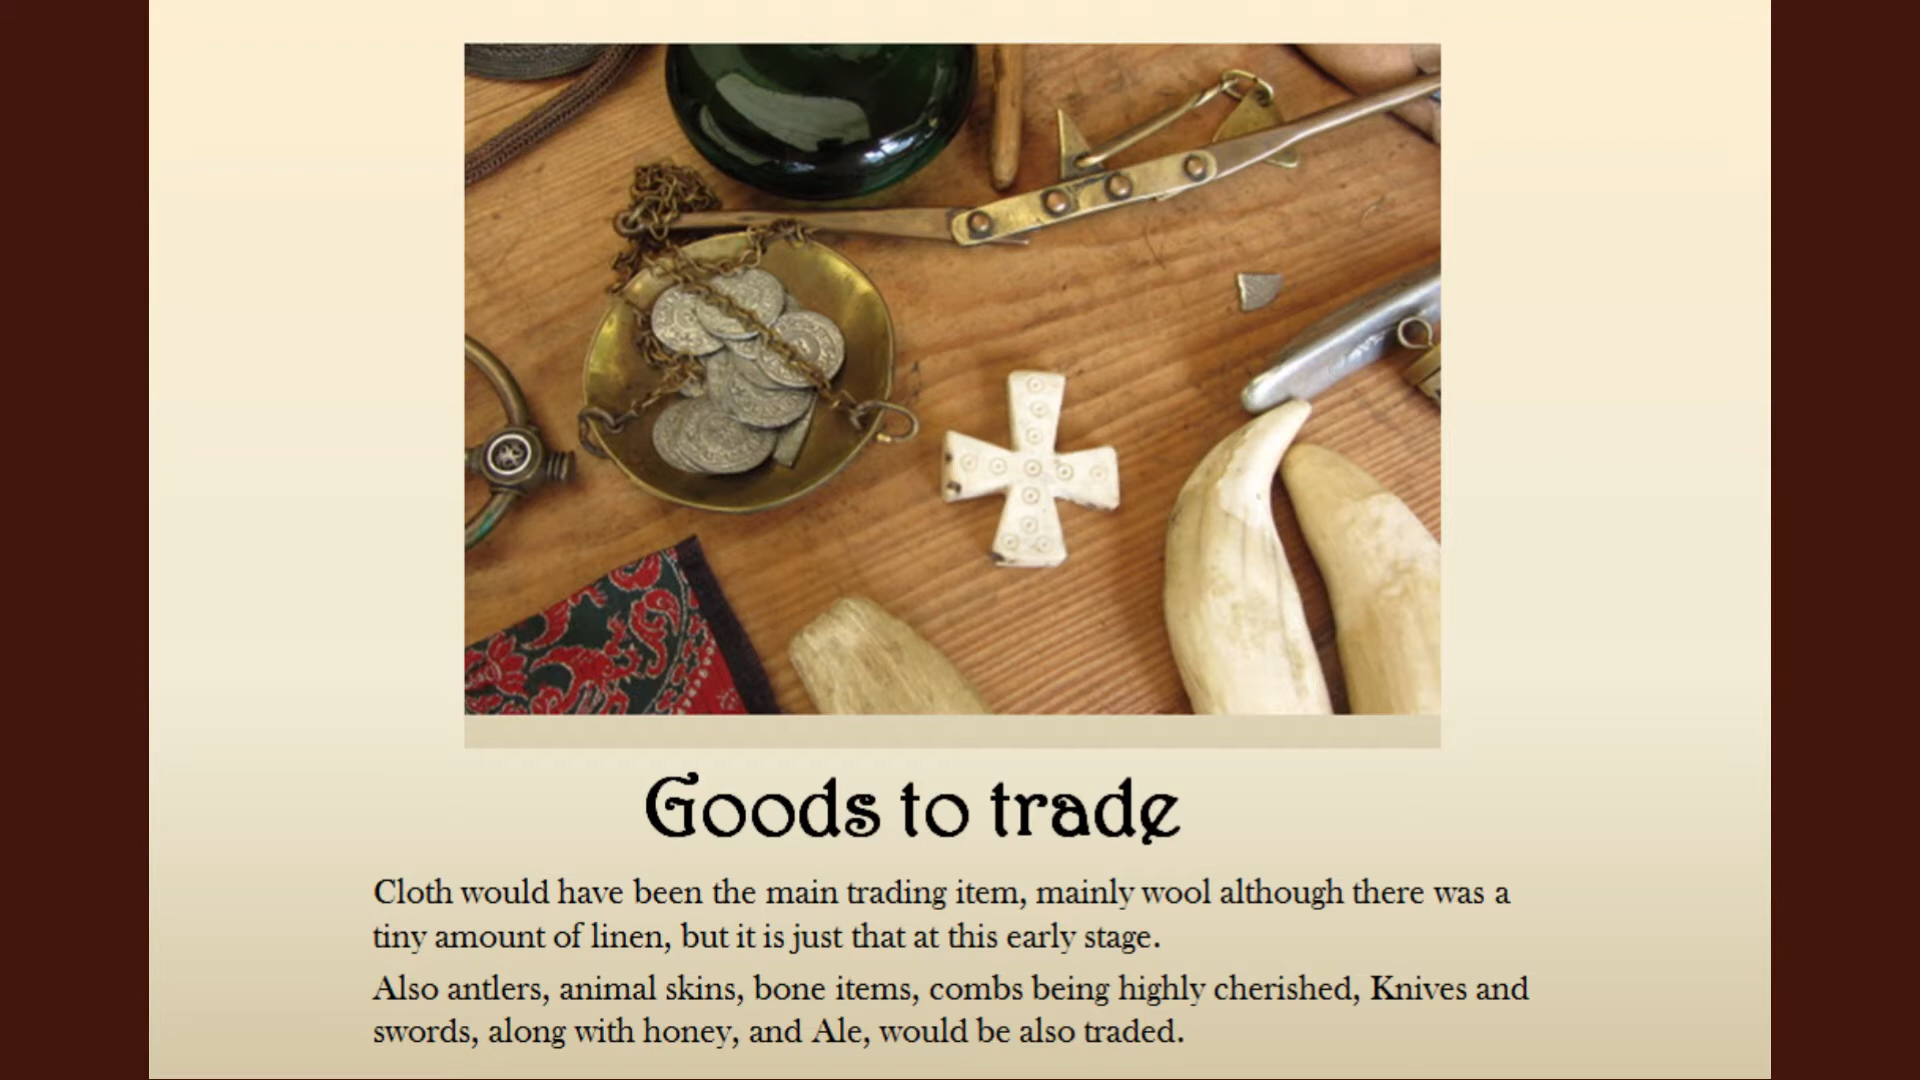 Goods to trade
Cloth would have been the main trading item, mainly wool although there was a
tiny amount of linen, but it is just that at this early stage.
Also antlers, animal skins, bone items, combs being highly cherished, Knives and
swords, along with honey, and Ale, would be also traded.